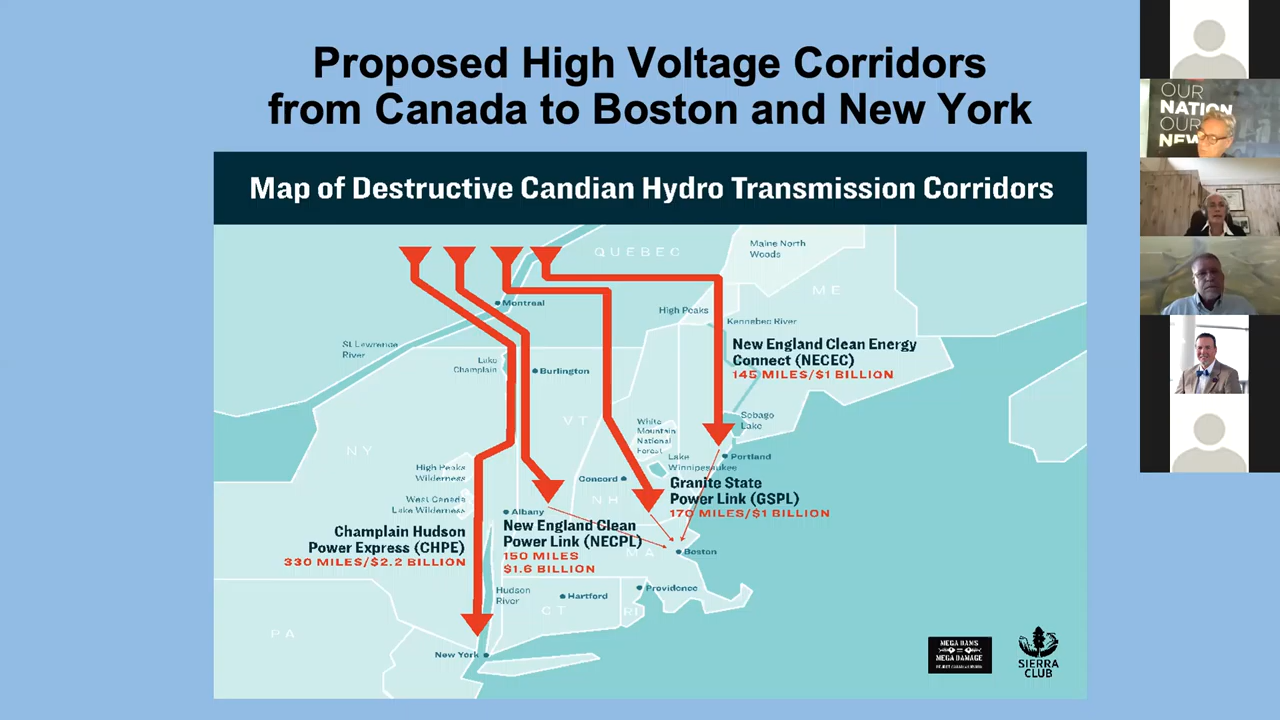 Proposed High Voltage Corridors
from Canada to Boston and New York
Map of Destructive Candian Hydro Transmission Corridors
QUEBEC
Maine North
Woods
ME
Montreal
High Peaks
Kennebec River
St Lawrence
River
Lake
Champlain
Burlington
New England Clean Energy
Connect (NECEC)
145 MILES/$1 BILLION
VT
White
Mountain
National
Forest
Sebago
Lake
NY
Lake
Winnipesaukee
Portland
High Peaks
Wilderness
Concord
Granite State
Power Link (GSPL)
170 MILES/$1 BILLION
NH
West Canada
Lake Wilderness
Albany
Champlain Hudson
Power Express (CHPE)
330 MILES/$2.2 BILLION
New England Clean
Power Link (NECPL)
150 MILES
$1.6 BILLION
MA
Boston
Hudson
River
Hartford
Providence
CT
RI
PA
New York
MEGA DAMS
MEGA DAMAGE
SIERRA
CLUB
OUR
NATION
OUR
NEW